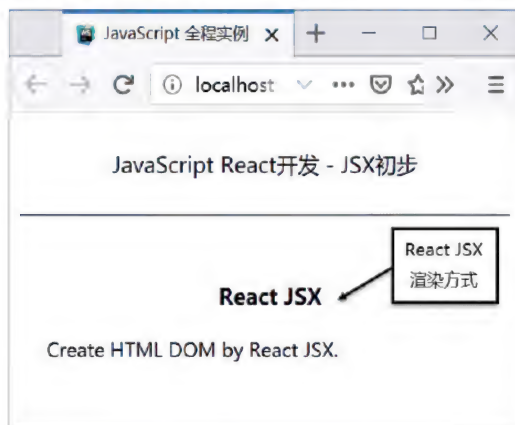 JavaScript 全程实例
localhost
JavaScript React开发 - JSX初步
React JSX
渲染方式
React JSX
Create HTML DOM by React JSX.